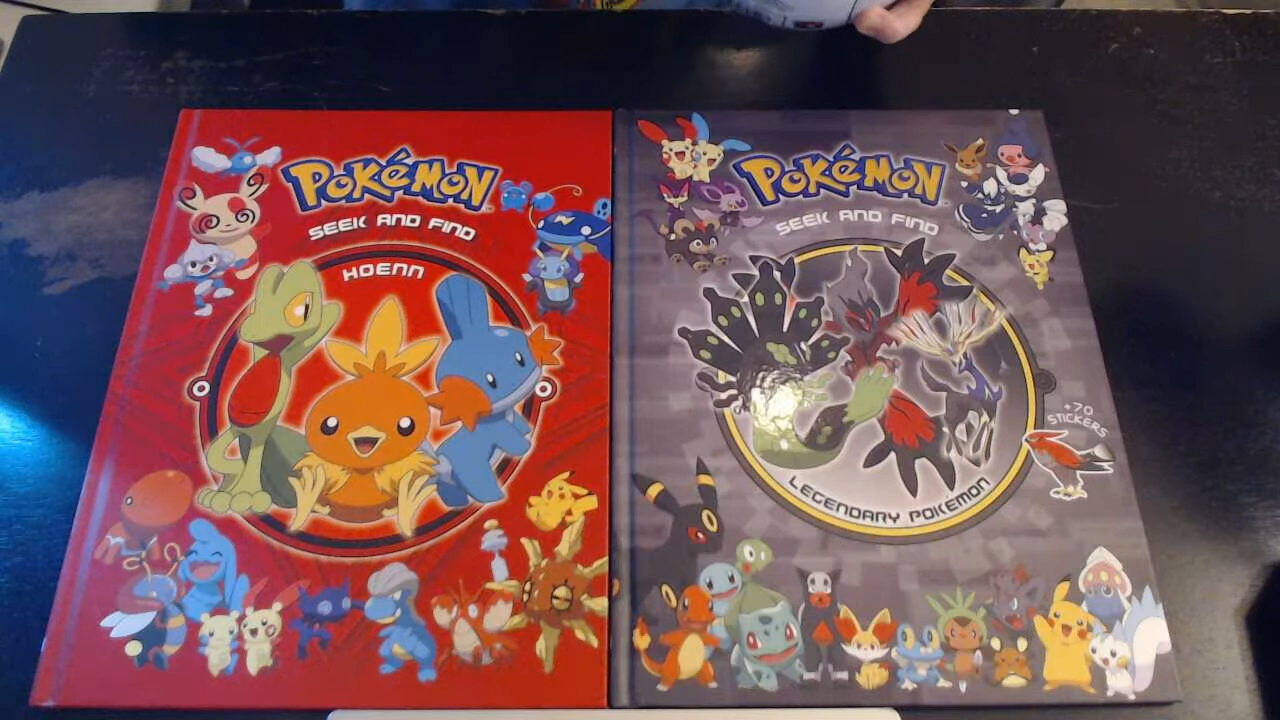 POKéMON
SEEK AND FIND
HOENN
POKéMON
SEEK AND FIND
+70
STICKERS
LEGENDARY POKéMON